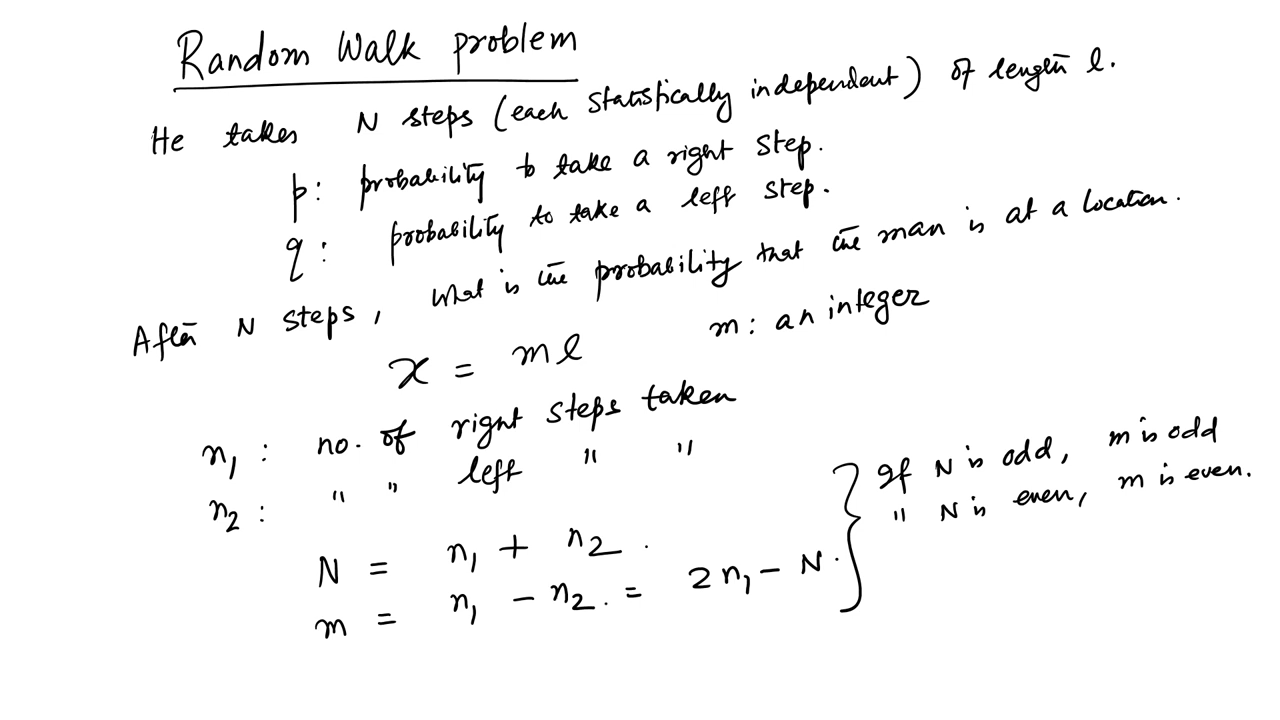 Random Walk problem
He takes N steps (each statistically independent) of length l.
p: probability to take a right step.
q: probability to take a left step.
After N steps, what is the probability that the man is at a location.
x = ml m: an integer
n₁: no. of right steps taken
n₂: " " left " "
N = n₁ + n₂.
m = n₁ - n₂. = 2n₁ - N.
If N is odd, m is odd
" N is even, m is even.